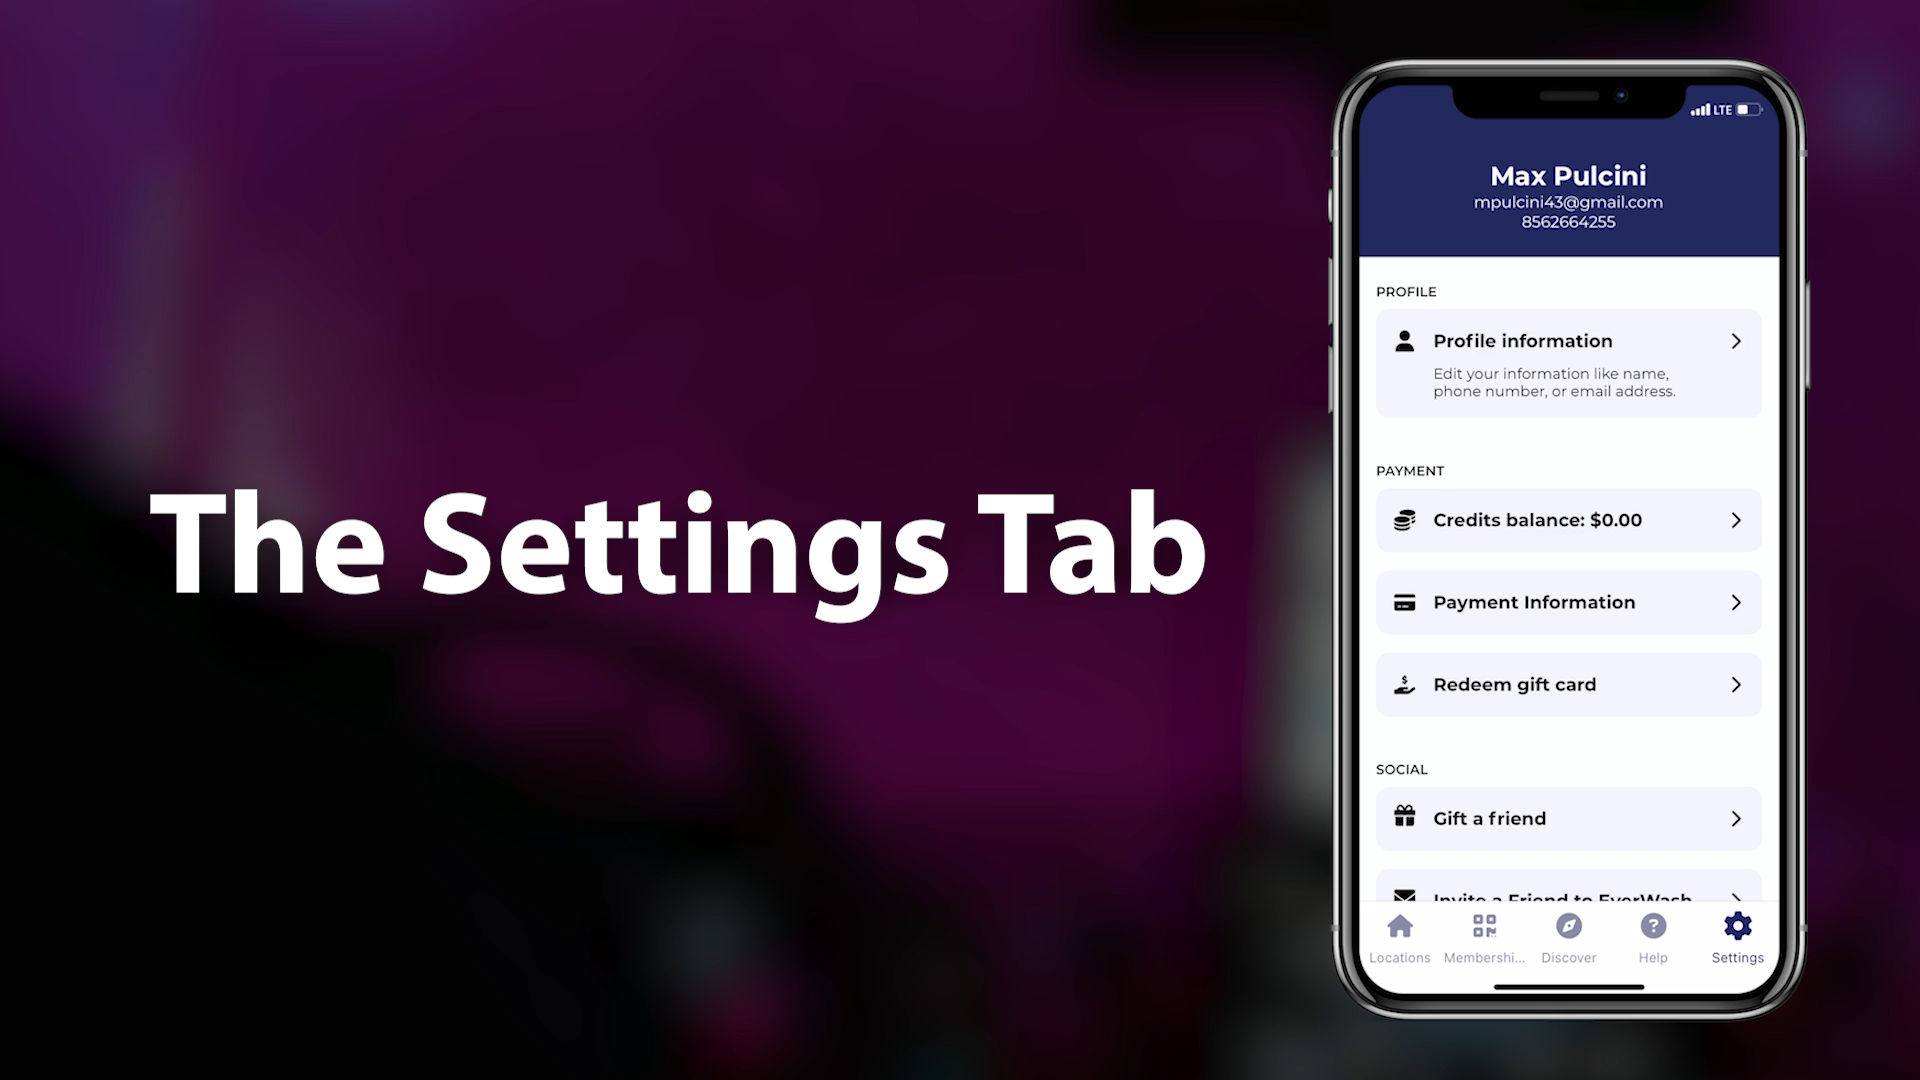 The Settings Tab
LTE
Max Pulcini
mpulcini43@gmail.com
8562664255
PROFILE
Profile information
Edit your information like name,
phone number, or email address.
PAYMENT
Credits balance: $0.00
Payment Information
Redeem gift card
SOCIAL
Gift a friend
Invite a Friend to EverWash
Locations
Membershi...
Discover
Help
Settings